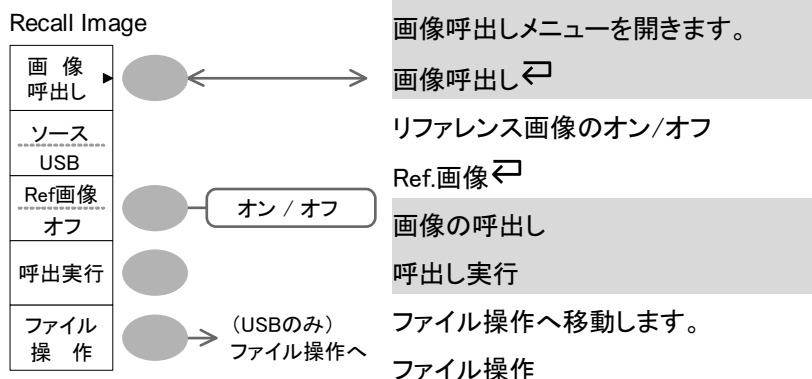 Recall Image
画 像
呼出し
ソース
USB
Ref画像
オフ
呼出実行
ファイル
操 作
オン / オフ
(USBのみ)
ファイル操作へ
画像呼出しメニューを開きます。
画像呼出し
リファレンス画像のオン/オフ
Ref.画像
画像の呼出し
呼出し実行
ファイル操作へ移動します。
ファイル操作